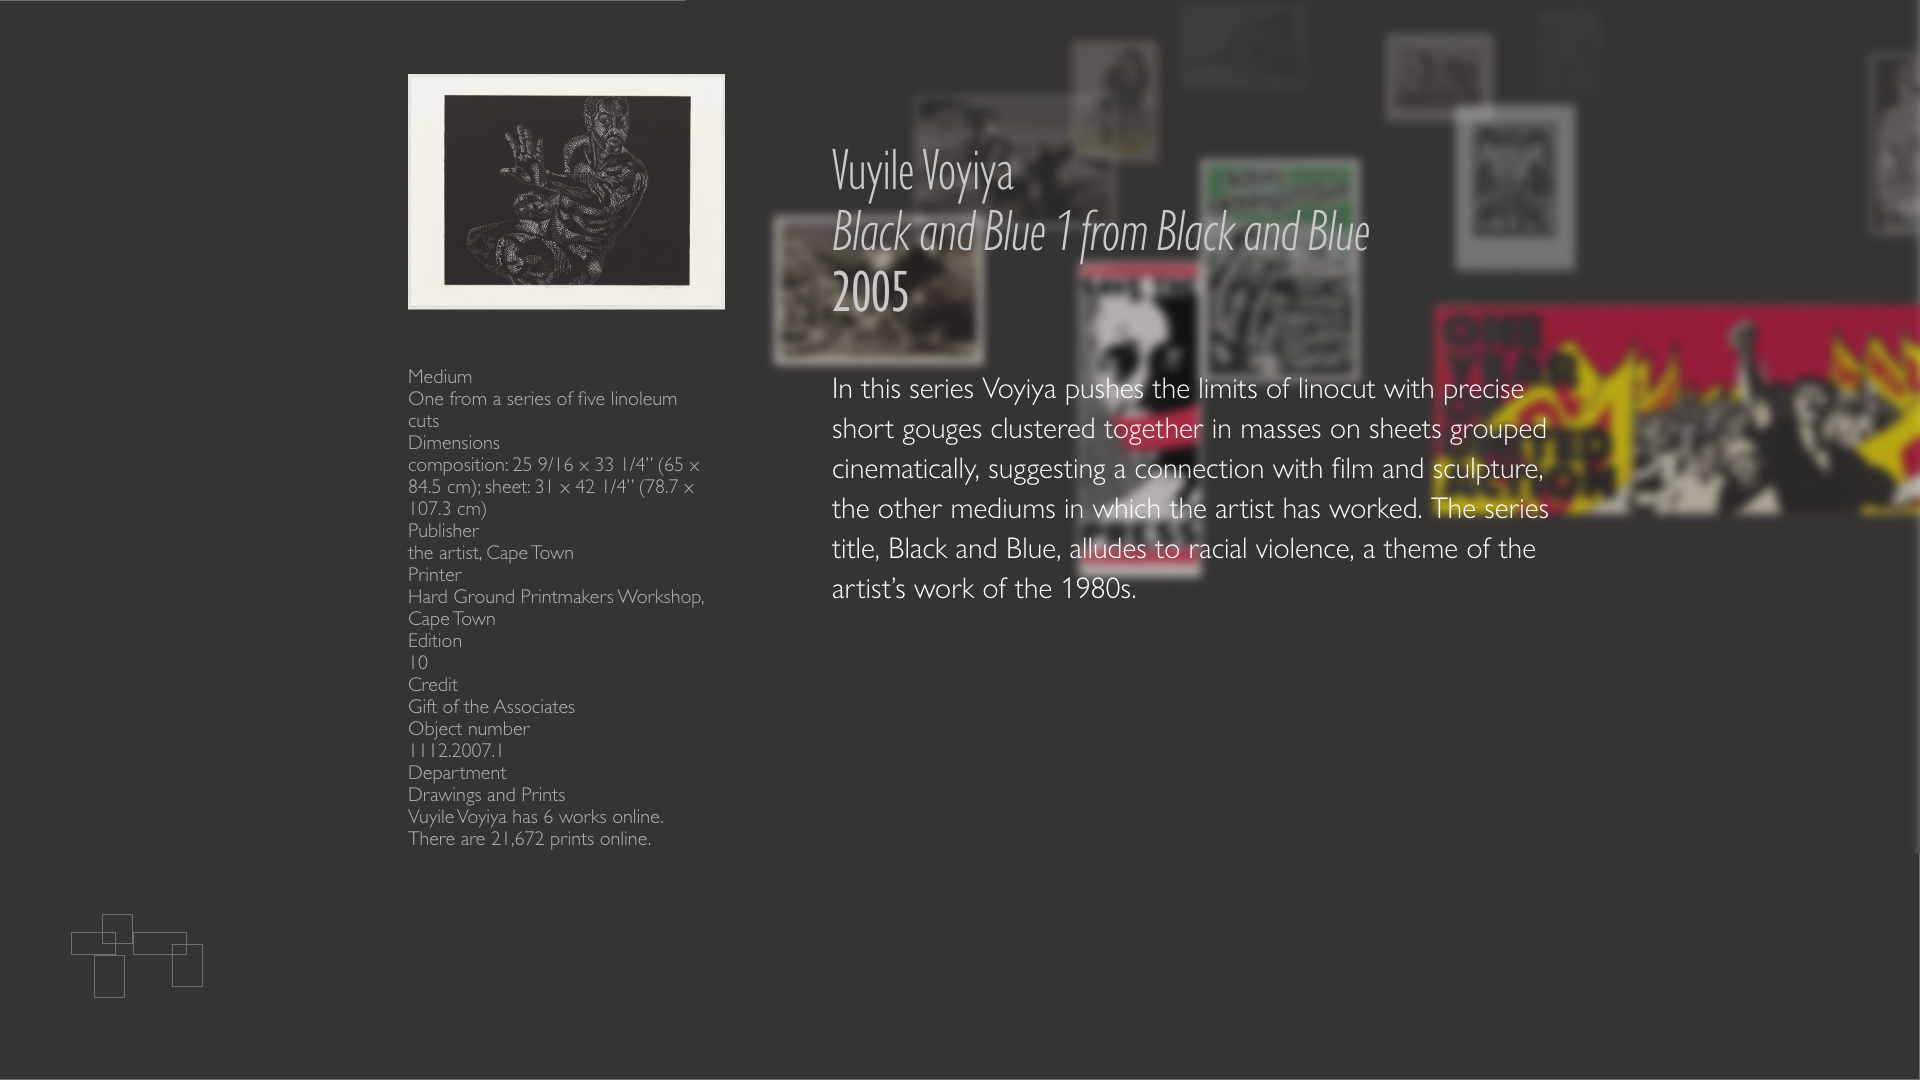 Vuyile Voyiya
Black and Blue 1 from Black and Blue
2005
Medium
One from a series of five linoleum
cuts
Dimensions
composition: 25 9/16 x 33 1/4” (65 x
84.5 cm); sheet: 31 x 42 1/4” (78.7 x
107.3 cm)
Publisher
the artist, Cape Town
Printer
Hard Ground Printmakers Workshop,
Cape Town
Edition
10
Credit
Gift of the Associates
Object number
1112.2007.1
Department
Drawings and Prints
Vuyile Voyiya has 6 works online.
There are 21,672 prints online.
In this series Voyiya pushes the limits of linocut with precise
short gouges clustered together in masses on sheets grouped
cinematically, suggesting a connection with film and sculpture,
the other mediums in which the artist has worked. The series
title, Black and Blue, alludes to racial violence, a theme of the
artist’s work of the 1980s.
ONE
YEAR